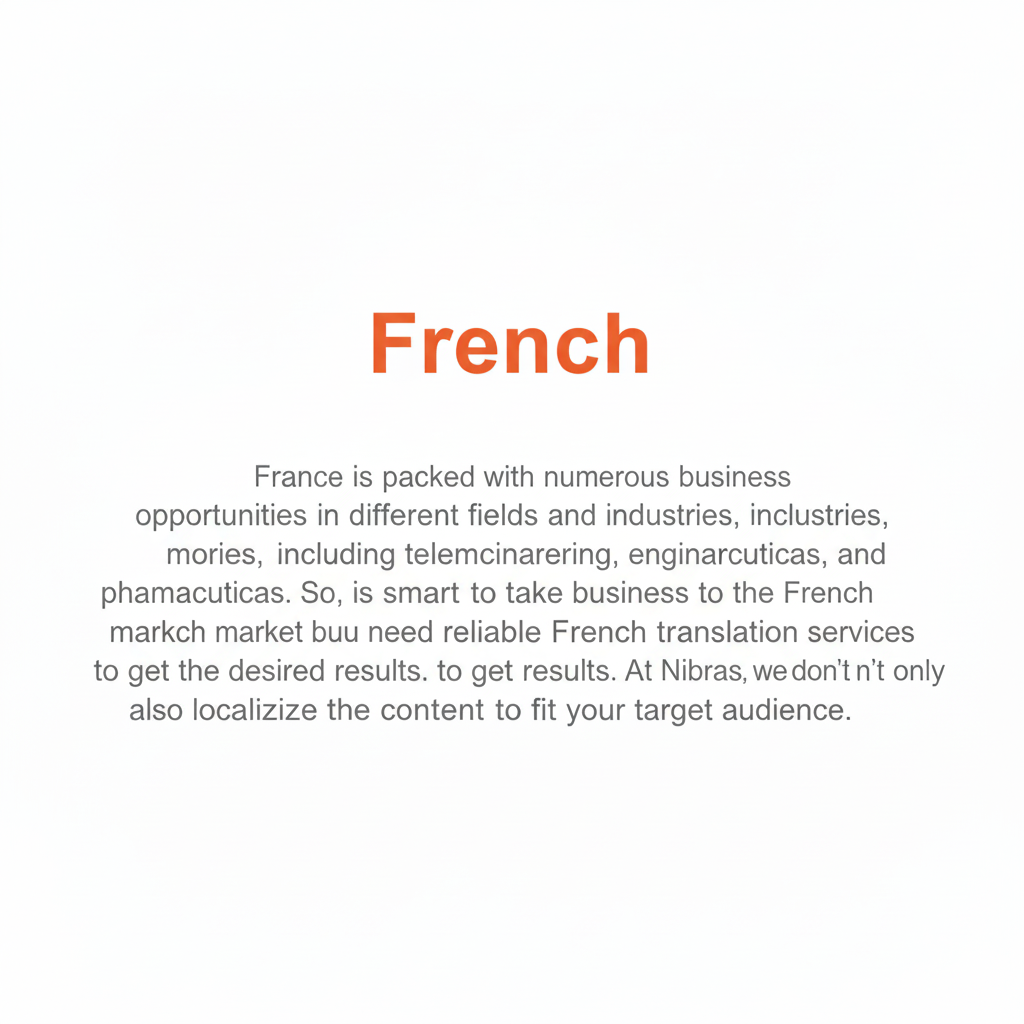 French
France is packed with numerous business
opportunities in different fields and industries, inclustries,
mories, including telemcinarering, enginarcuticas, and
phamacuticas. So, is smart to take business to the French
markch market buu need reliable French translation services
to get the desired results. to get results. At Nibras, we don't n't only
also localizize the content to fit your target audience.